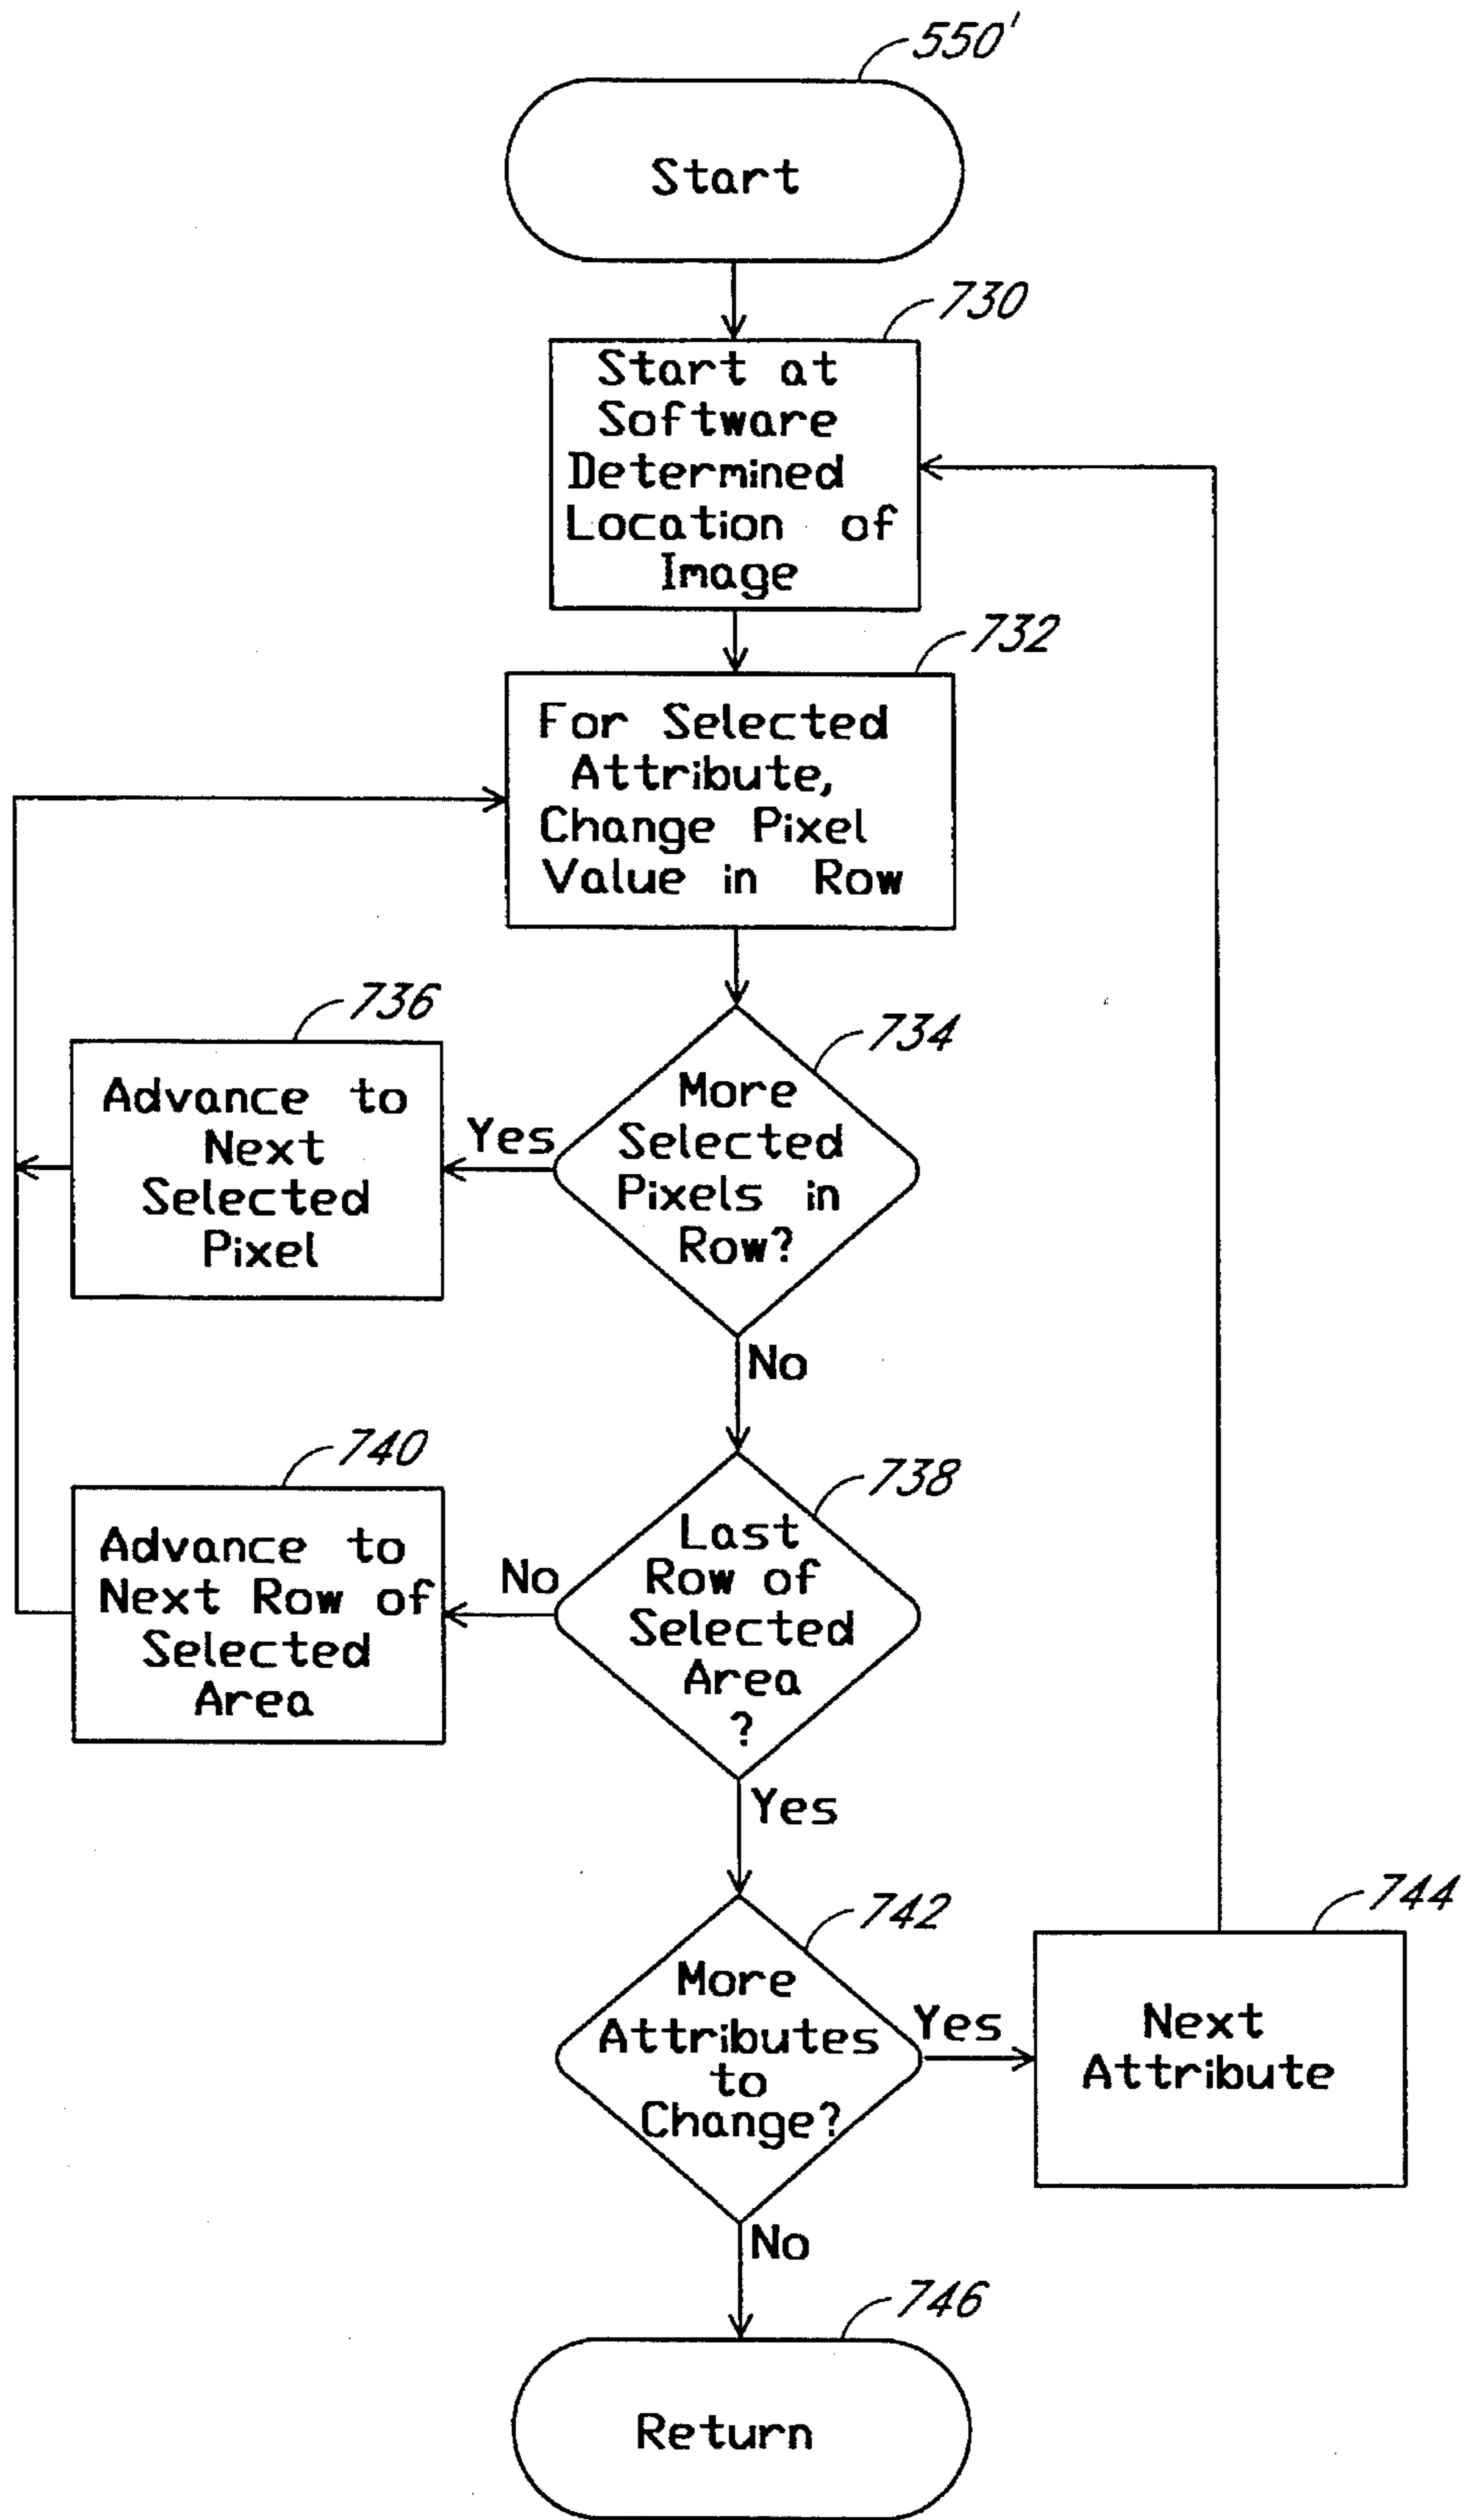 550'
Start
730
Start at
Software
Determined
Location of
Image
732
For Selected
Attribute,
Change Pixel
Value in Row
736
Advance to
Next
Selected
Pixel
Yes
734
More
Selected
Pixels in
Row?
No
740
Advance to
Next Row of
Selected
Area
No
738
Last
Row of
Selected
Area
?
Yes
742
More
Attributes
to
Change?
Yes
744
Next
Attribute
No
746
Return